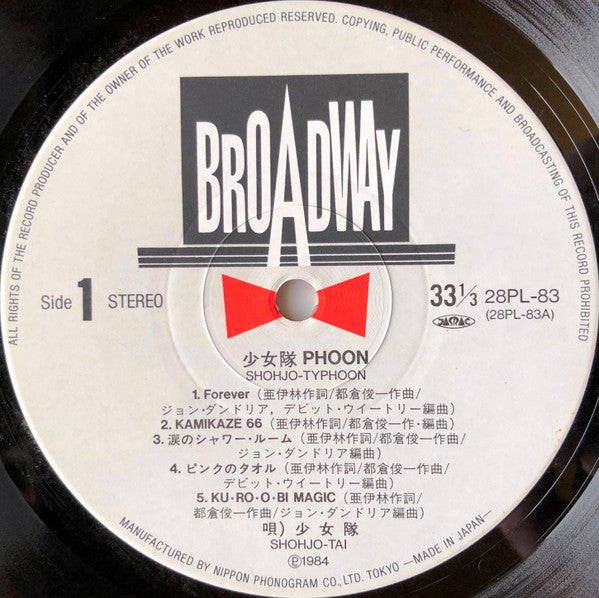 ALL RIGHTS OF THE RECORD PRODUCER AND OF THE OWNER OF THE WORK REPRODUCED RESERVED. COPYING, PUBLIC PERFORMANCE AND BROADCASTING OF THIS RECORD PROHIBITED
BROADWAY
Side 1 STEREO
33 1/3 28PL-83
JASRAC (28PL-83A)
少女隊 PHOON
SHOHJO-TYPHOON
1. Forever (亜伊林作詞/都倉俊一作曲/
ジョン・ダンドリア, デビット・ウイートリー編曲)
2. KAMIKAZE 66 (亜伊林作詞/都倉俊一作・編曲)
3. 涙のシャワー・ルーム (亜伊林作詞/都倉俊一作曲/
ジョン・ダンドリア編曲)
4. ピンクのタオル (亜伊林作詞/都倉俊一作曲/
デビット・ウイートリー編曲)
5. KU・RO・O・BI MAGIC (亜伊林作詞/
都倉俊一作曲/ジョン・ダンドリア編曲)
唄) 少女隊
SHOHJO-TAI
Ⓟ1984
MANUFACTURED BY NIPPON PHONOGRAM CO., LTD. TOKYO —MADE IN JAPAN—